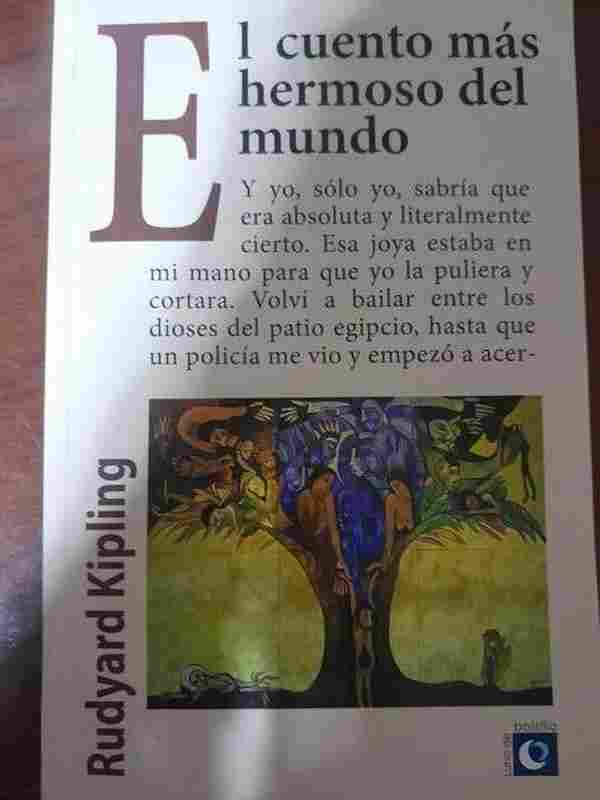 El cuento más
hermoso del
mundo
Y yo, sólo yo, sabría que
era absoluta y literalmente
cierto. Esa joya estaba en
mi mano para que yo la puliera y
cortara. Volví a bailar entre los
dioses del patio egipcio, hasta que
un policía me vio y empezó a acer-
Rudyard Kipling
bolsillo